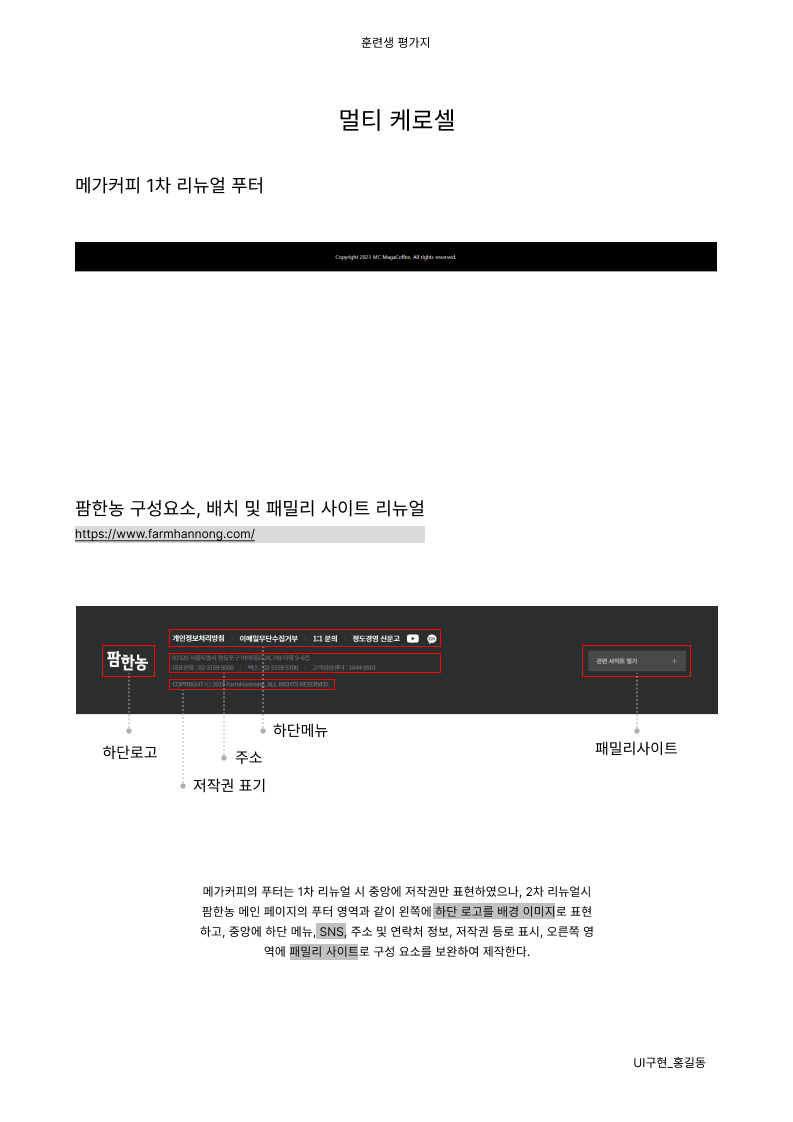 훈련생 평가지
멀티 케로셀
메가커피 1차 리뉴얼 푸터
Copyright 2023 MC MagaCoffee. All rights reserved.
팜한농 구성요소, 배치 및 패밀리 사이트 리뉴얼
https://www.farmhannong.com/
개인정보처리방침 이메일무단수집거부 1:1 문의 정도경영 신문고
팜한농
07320 서울특별시 영등포구 여의대로 24, FKI 타워
대표전화 : 02-3159-5500 팩스 : 02-3159-5700 고객상담센터 : 1644-0901
COPYRIGHT ⓒ 2019 FarmHannong. ALL RIGHTS RESERVED.
관련 사이트 열기 +
하단메뉴
하단로고
주소
패밀리사이트
저작권 표기
메가커피의 푸터는 1차 리뉴얼 시 중앙에 저작권만 표현하였으나, 2차 리뉴얼시
팜한농 메인 페이지의 푸터 영역과 같이 왼쪽에 하단 로고를 배경 이미지로 표현
하고, 중앙에 하단 메뉴, SNS, 주소 및 연락처 정보, 저작권 등로 표시, 오른쪽 영
역에 패밀리 사이트로 구성 요소를 보완하여 제작한다.
UI구현_홍길동